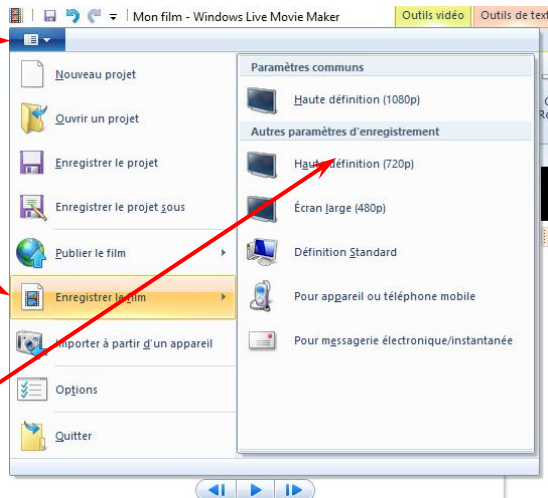 Mon film - Windows Live Movie Maker
Outils vidéo
Outils de text
Nouveau projet
Ouvrir un projet
Enregistrer le projet
Enregistrer le projet sous
Publier le film
Enregistrer le film
Importer à partir d'un appareil
Options
Quitter
Paramètres communs
Haute définition (1080p)
Autres paramètres d'enregistrement
Haute définition (720p)
Écran large (480p)
Définition Standard
Pour appareil ou téléphone mobile
Pour messagerie électronique/instantanée